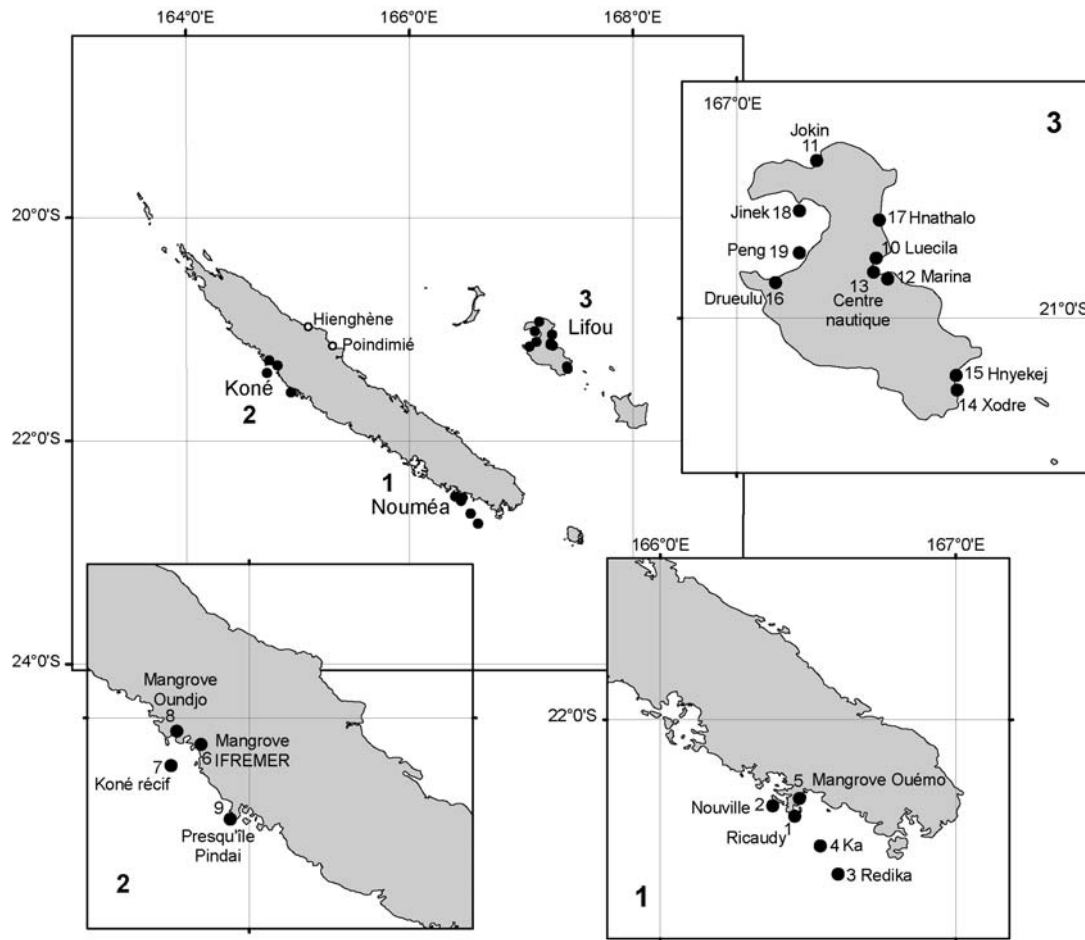 164°0'E
166°0'E
168°0'E
20°0'S
22°0'S
24°0'S
Hienghène
Poindimié
Koné
2
3
Lifou
1
Nouméa
167°0'E
3
Jokin
11
Jinek 18
17 Hnathalo
Peng 19
10 Luecila
12 Marina
13
Centre
nautique
Drueulu 16
21°0'S
15 Hnyekej
14 Xodre
Mangrove
Oundjo
8
Mangrove
IFREMER
6
7
Koné récif
9
Presqu'île
Pindai
2
166°0'E
167°0'E
22°0'S
5
Mangrove Ouémo
Nouville 2
Ricaudy 1
4 Ka
3 Redika
1